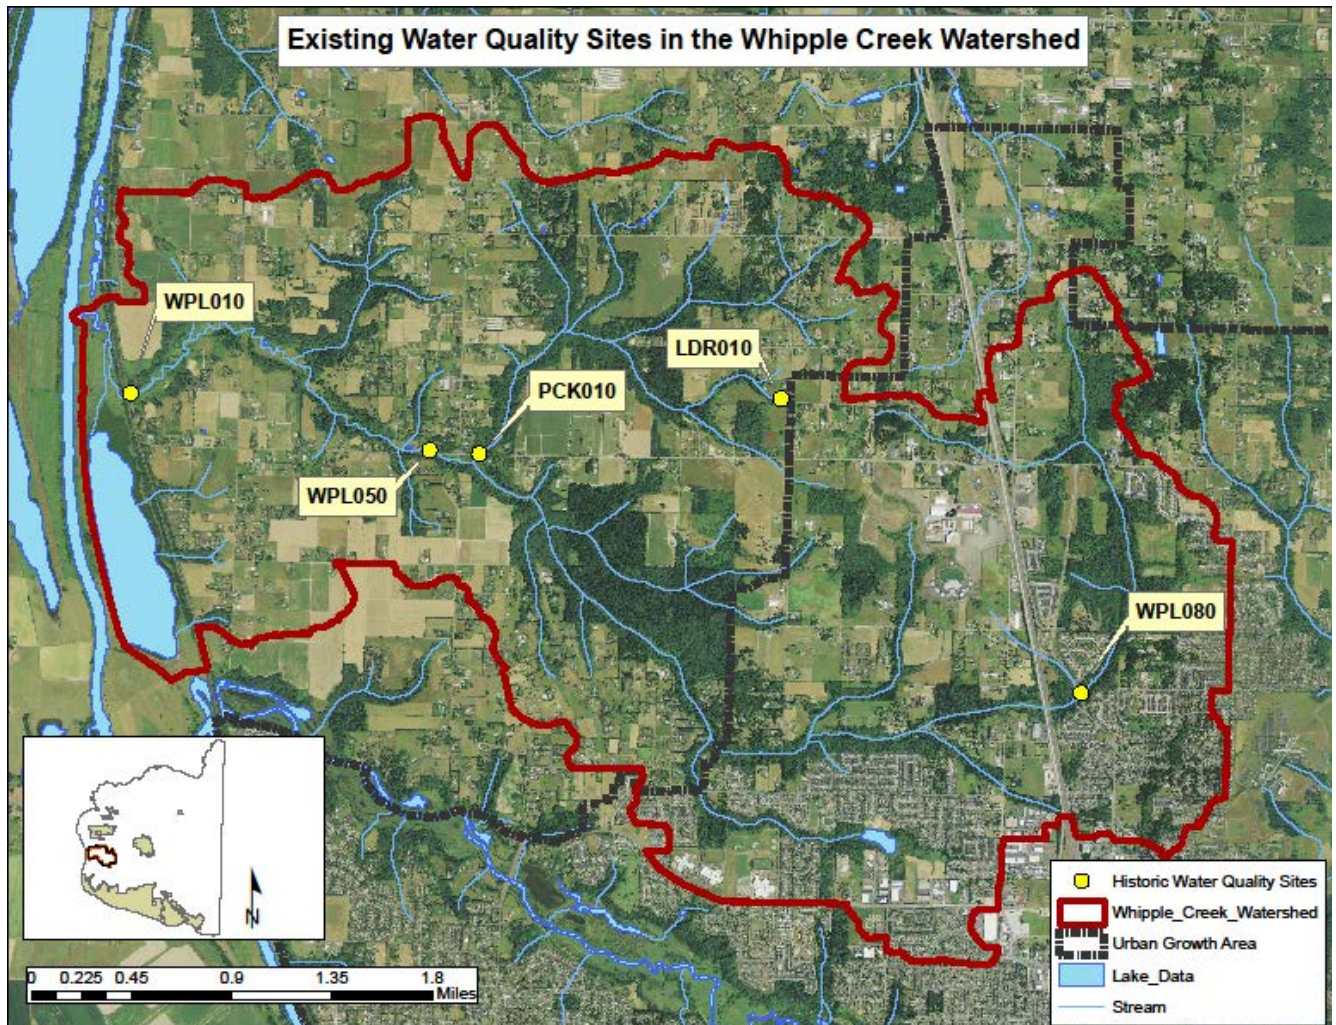 Existing Water Quality Sites in the Whipple Creek Watershed
WPL010
LDR010
PCK010
WPL050
WPL080
N
0 0.225 0.45 0.9 1.35 1.8
Miles
Historic Water Quality Sites
Whipple_Creek_Watershed
Urban Growth Area
Lake_Data
Stream